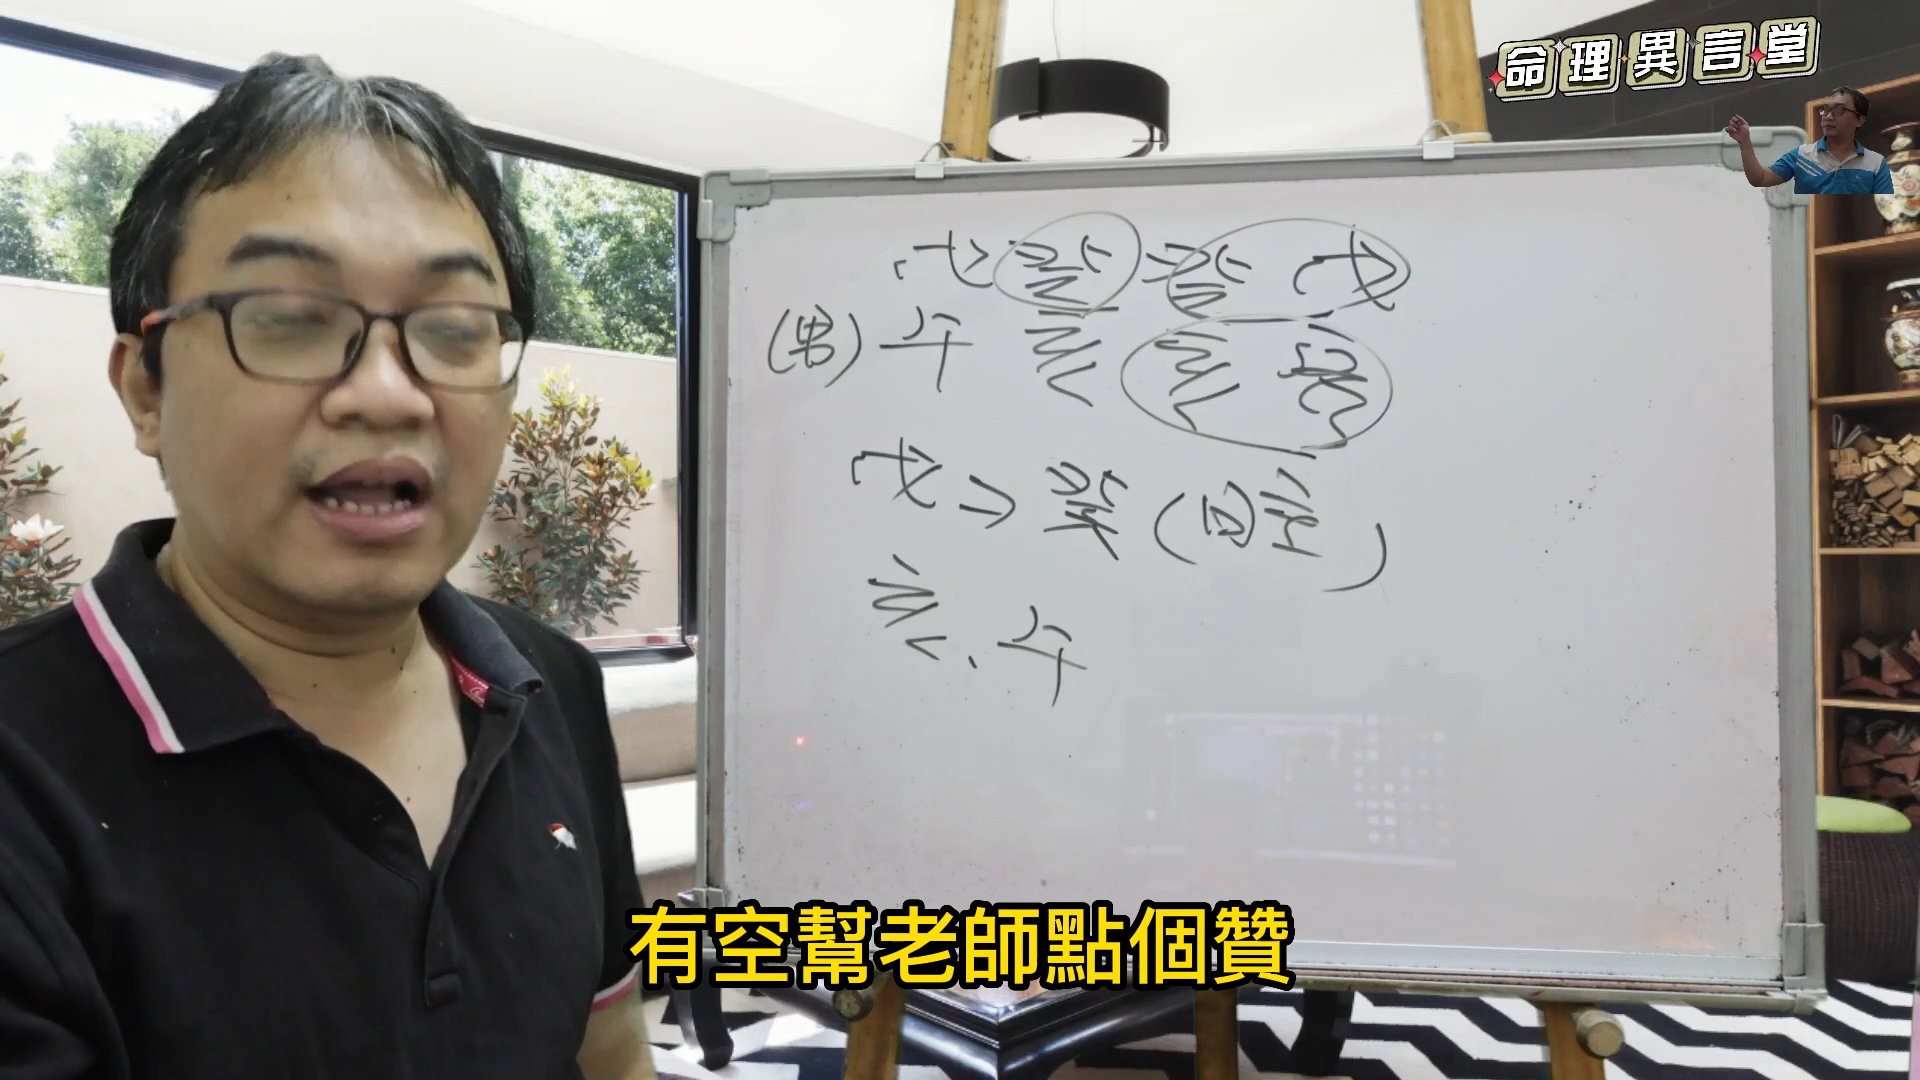 命理異言堂
戊 癸 癸 戊
(男) 午 亥 亥 寅
戊 => 癸 (日主)
亥、午
有空幫老師點個贊